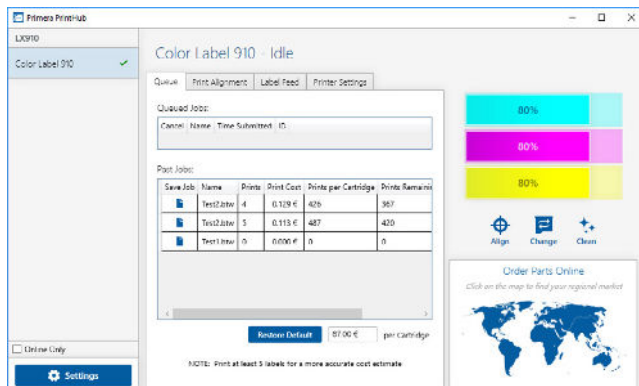 Primera PrintHub
LX910
Color Label 910
Color Label 910 - Idle
Queue Print Alignment Label Feed Printer Settings
Queued Jobs:
Cancel Name Time Submitted ID
Past Jobs:
Save Job Name Prints Print Cost Prints per Cartridge Prints Remainin
Test2.btw 4 0.129 € 426 367
Test2.btw 5 0.113 € 487 420
Test1.btw 0 0.000 € 0 0
Restore Default 87.00 € per Cartridge
NOTE: Print at least 5 labels for a more accurate cost estimate
80%
80%
80%
Align Change Clean
Order Parts Online
Click on the map to find your regional market
Online Only
Settings